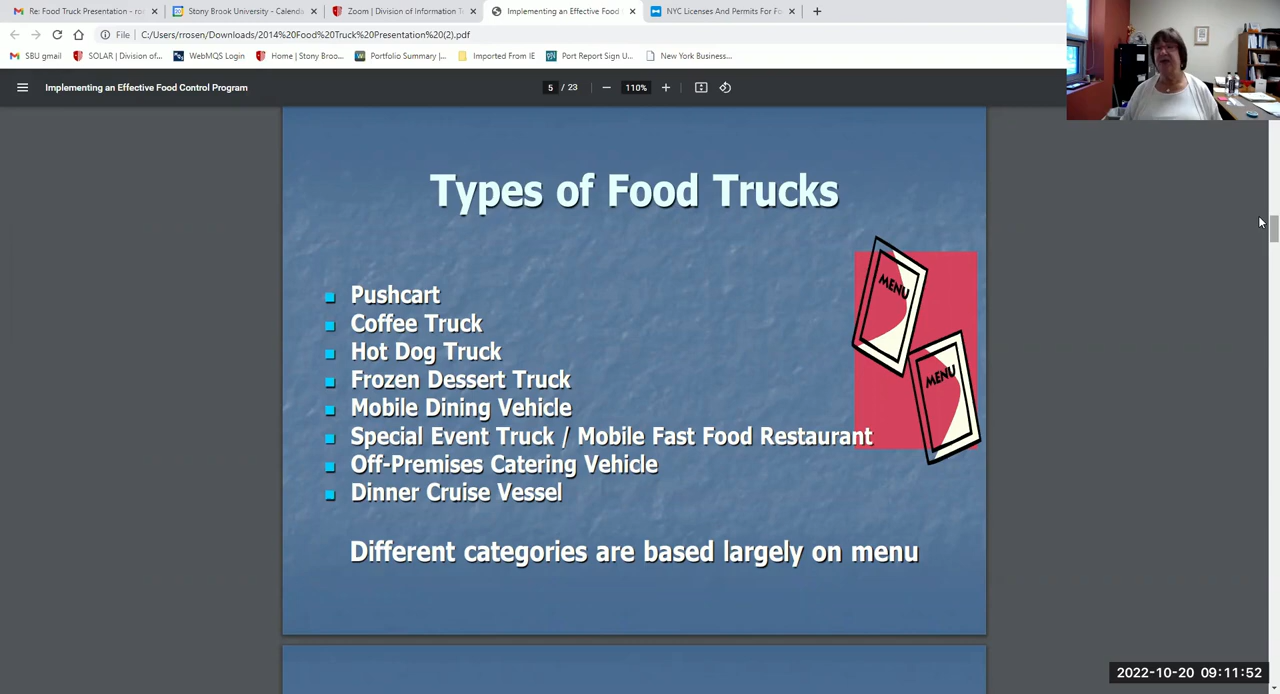 Re: Food Truck Presentation - ro
Stony Brook University - Calenda
Zoom | Division of Information T
Implementing an Effective Food
NYC Licenses And Permits For Fo
File
C:/Users/rrosen/Downloads/2014%20Food%20Truck%20Presentation%20(2).pdf
SBU gmail
SOLAR | Division of...
WebMQS Login
Home | Stony Broo...
Portfolio Summary |...
Imported From IE
Port Report Sign U...
New York Business...
Implementing an Effective Food Control Program
5 / 23
110%
Types of Food Trucks
MENU
MENU
Pushcart
Coffee Truck
Hot Dog Truck
Frozen Dessert Truck
Mobile Dining Vehicle
Special Event Truck / Mobile Fast Food Restaurant
Off-Premises Catering Vehicle
Dinner Cruise Vessel
Different categories are based largely on menu
2022-10-20 09:11:52